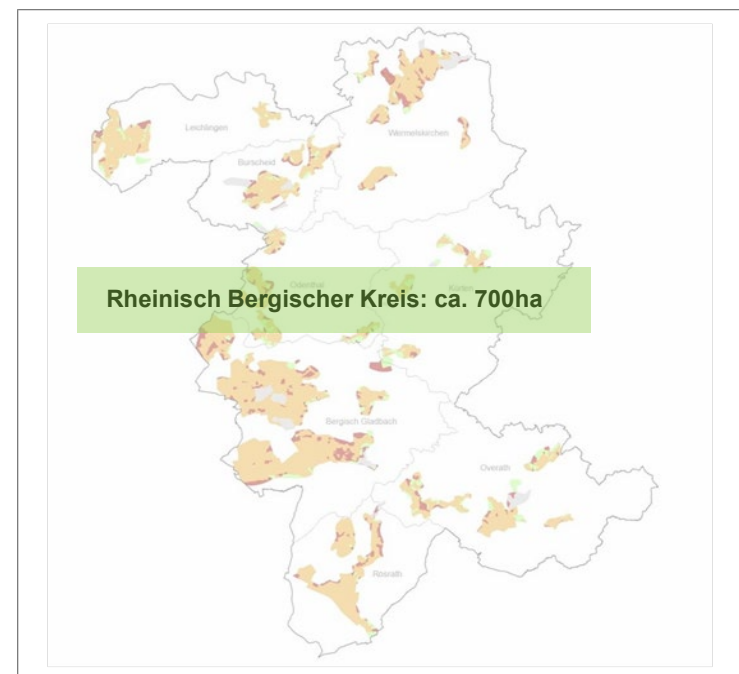 Leichlingen
Wermelskirchen
Burscheid
Odenthal
Kürten
Rheinisch Bergischer Kreis: ca. 700ha
Bergisch Gladbach
Overath
Rösrath